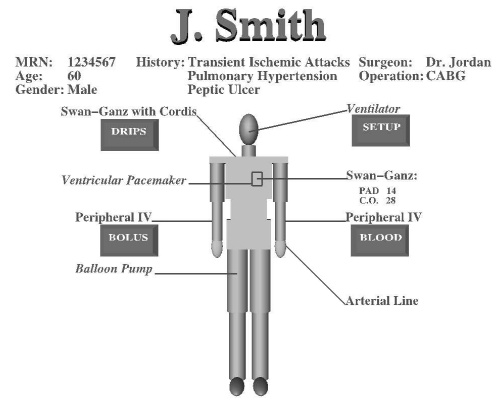 J. Smith
MRN: 1234567 History: Transient Ischemic Attacks Surgeon: Dr. Jordan
Age: 60 Pulmonary Hypertension Operation: CABG
Gender: Male Peptic Ulcer
Swan-Ganz with Cordis
Ventilator
DRIPS
SETUP
Ventricular Pacemaker
Swan-Ganz:
PAD 14
C.O. 28
Peripheral IV
Peripheral IV
BOLUS
BLOOD
Balloon Pump
Arterial Line